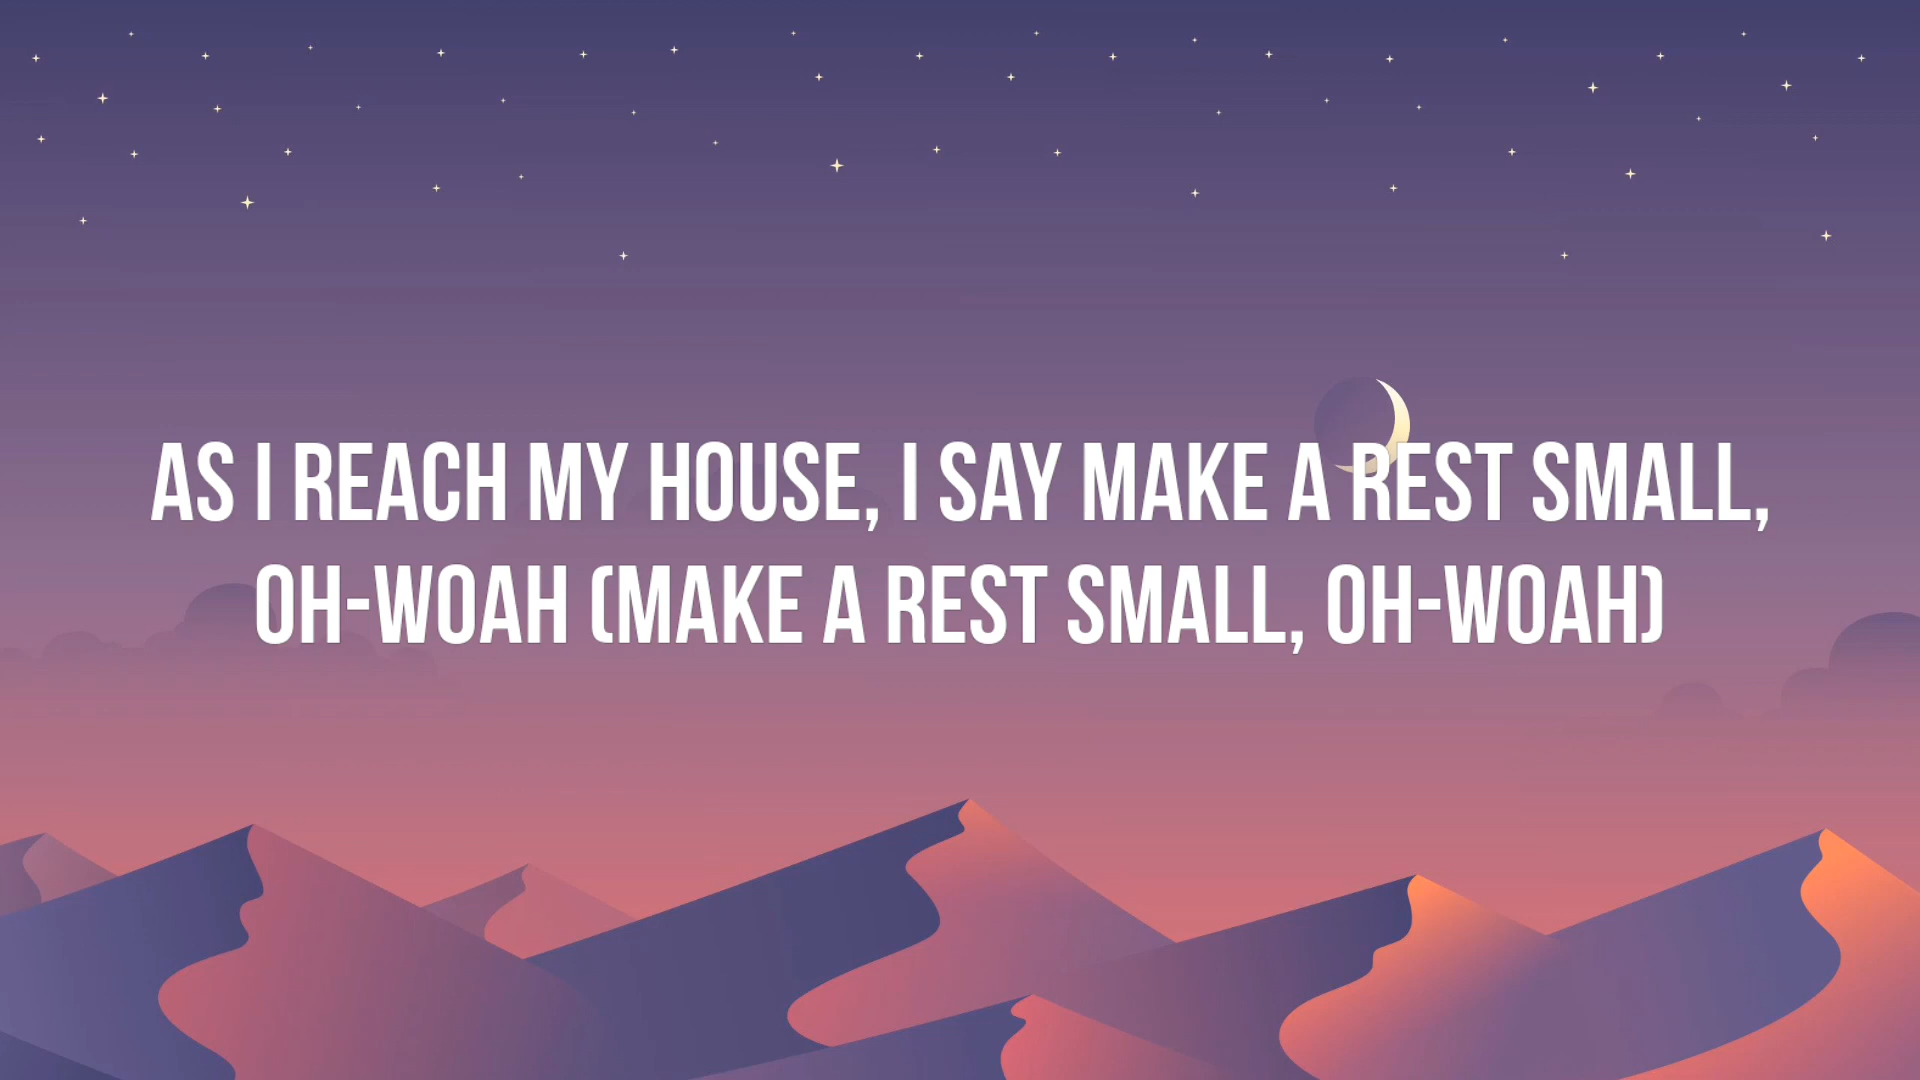 AS I REACH MY HOUSE, I SAY MAKE A REST SMALL,
OH-WOAH (MAKE A REST SMALL, OH-WOAH)